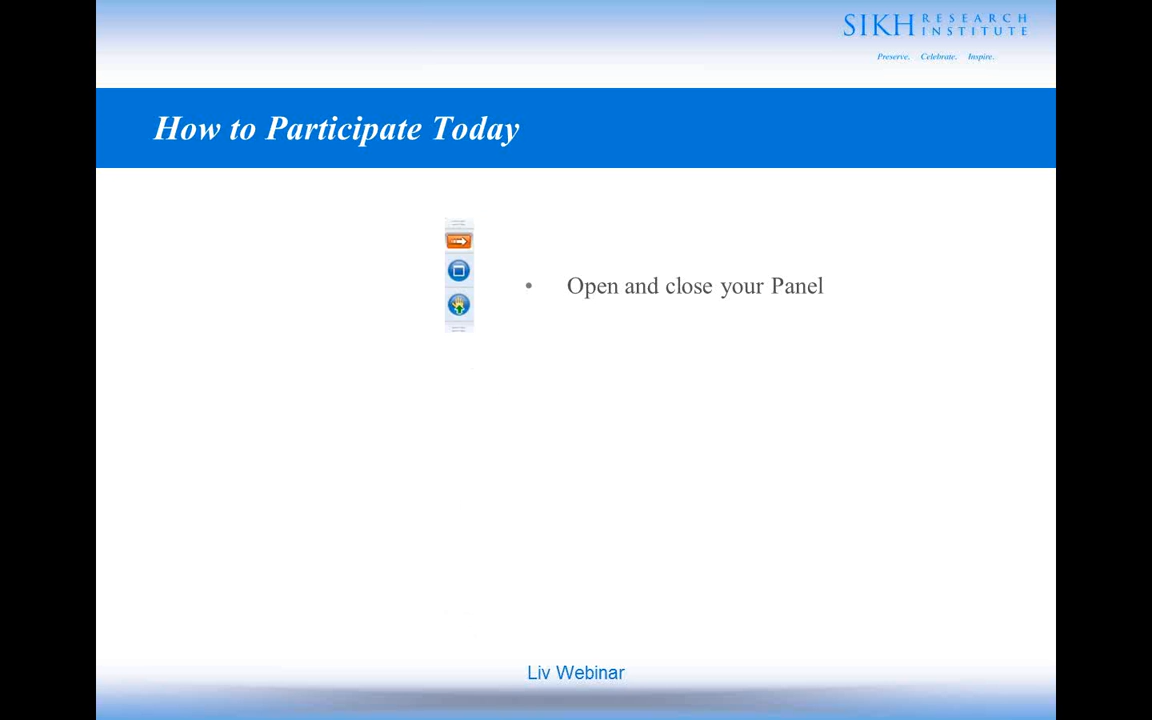 SIKH RESEARCH INSTITUTE
Preserve. Celebrate. Inspire.
How to Participate Today
• Open and close your Panel
Liv Webinar